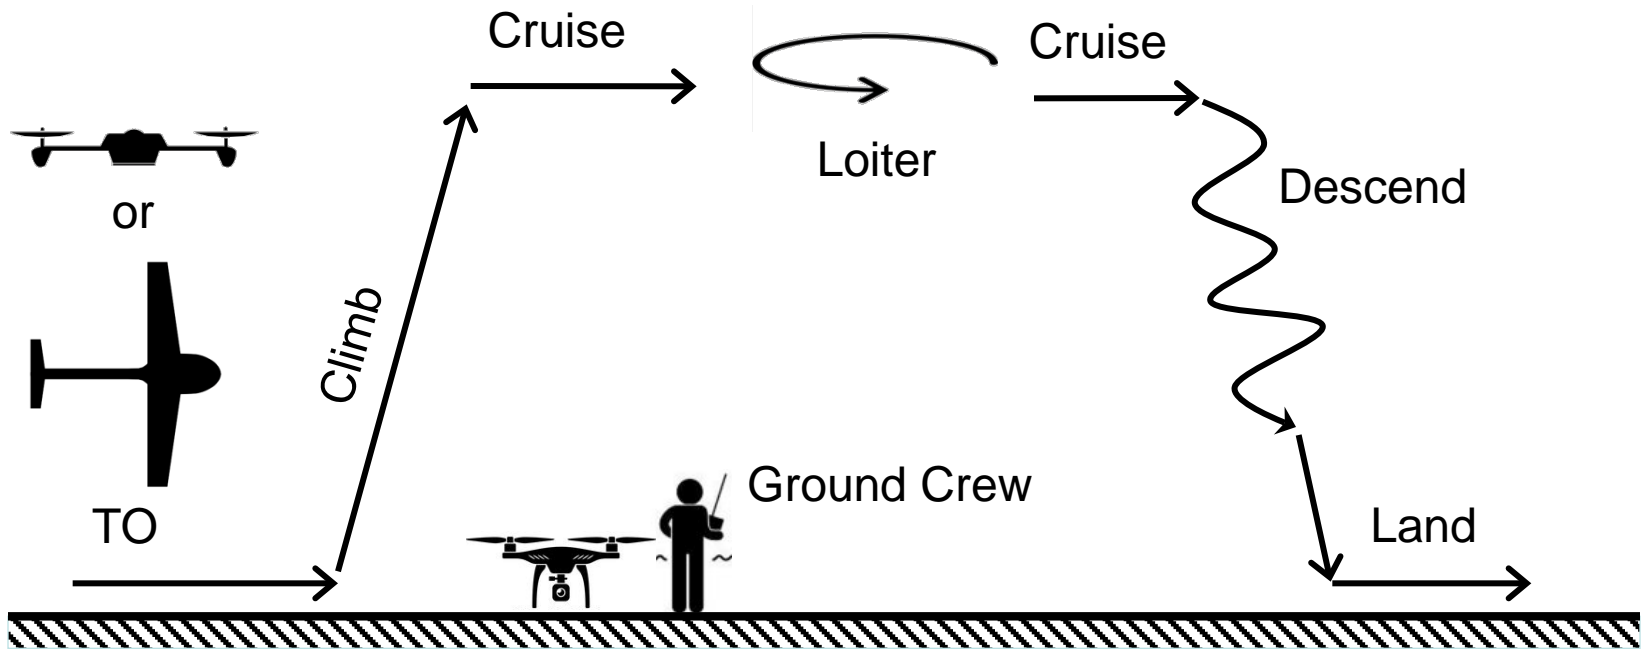 Cruise
Cruise
Loiter
Descend
or
Climb
Ground Crew
TO
Land